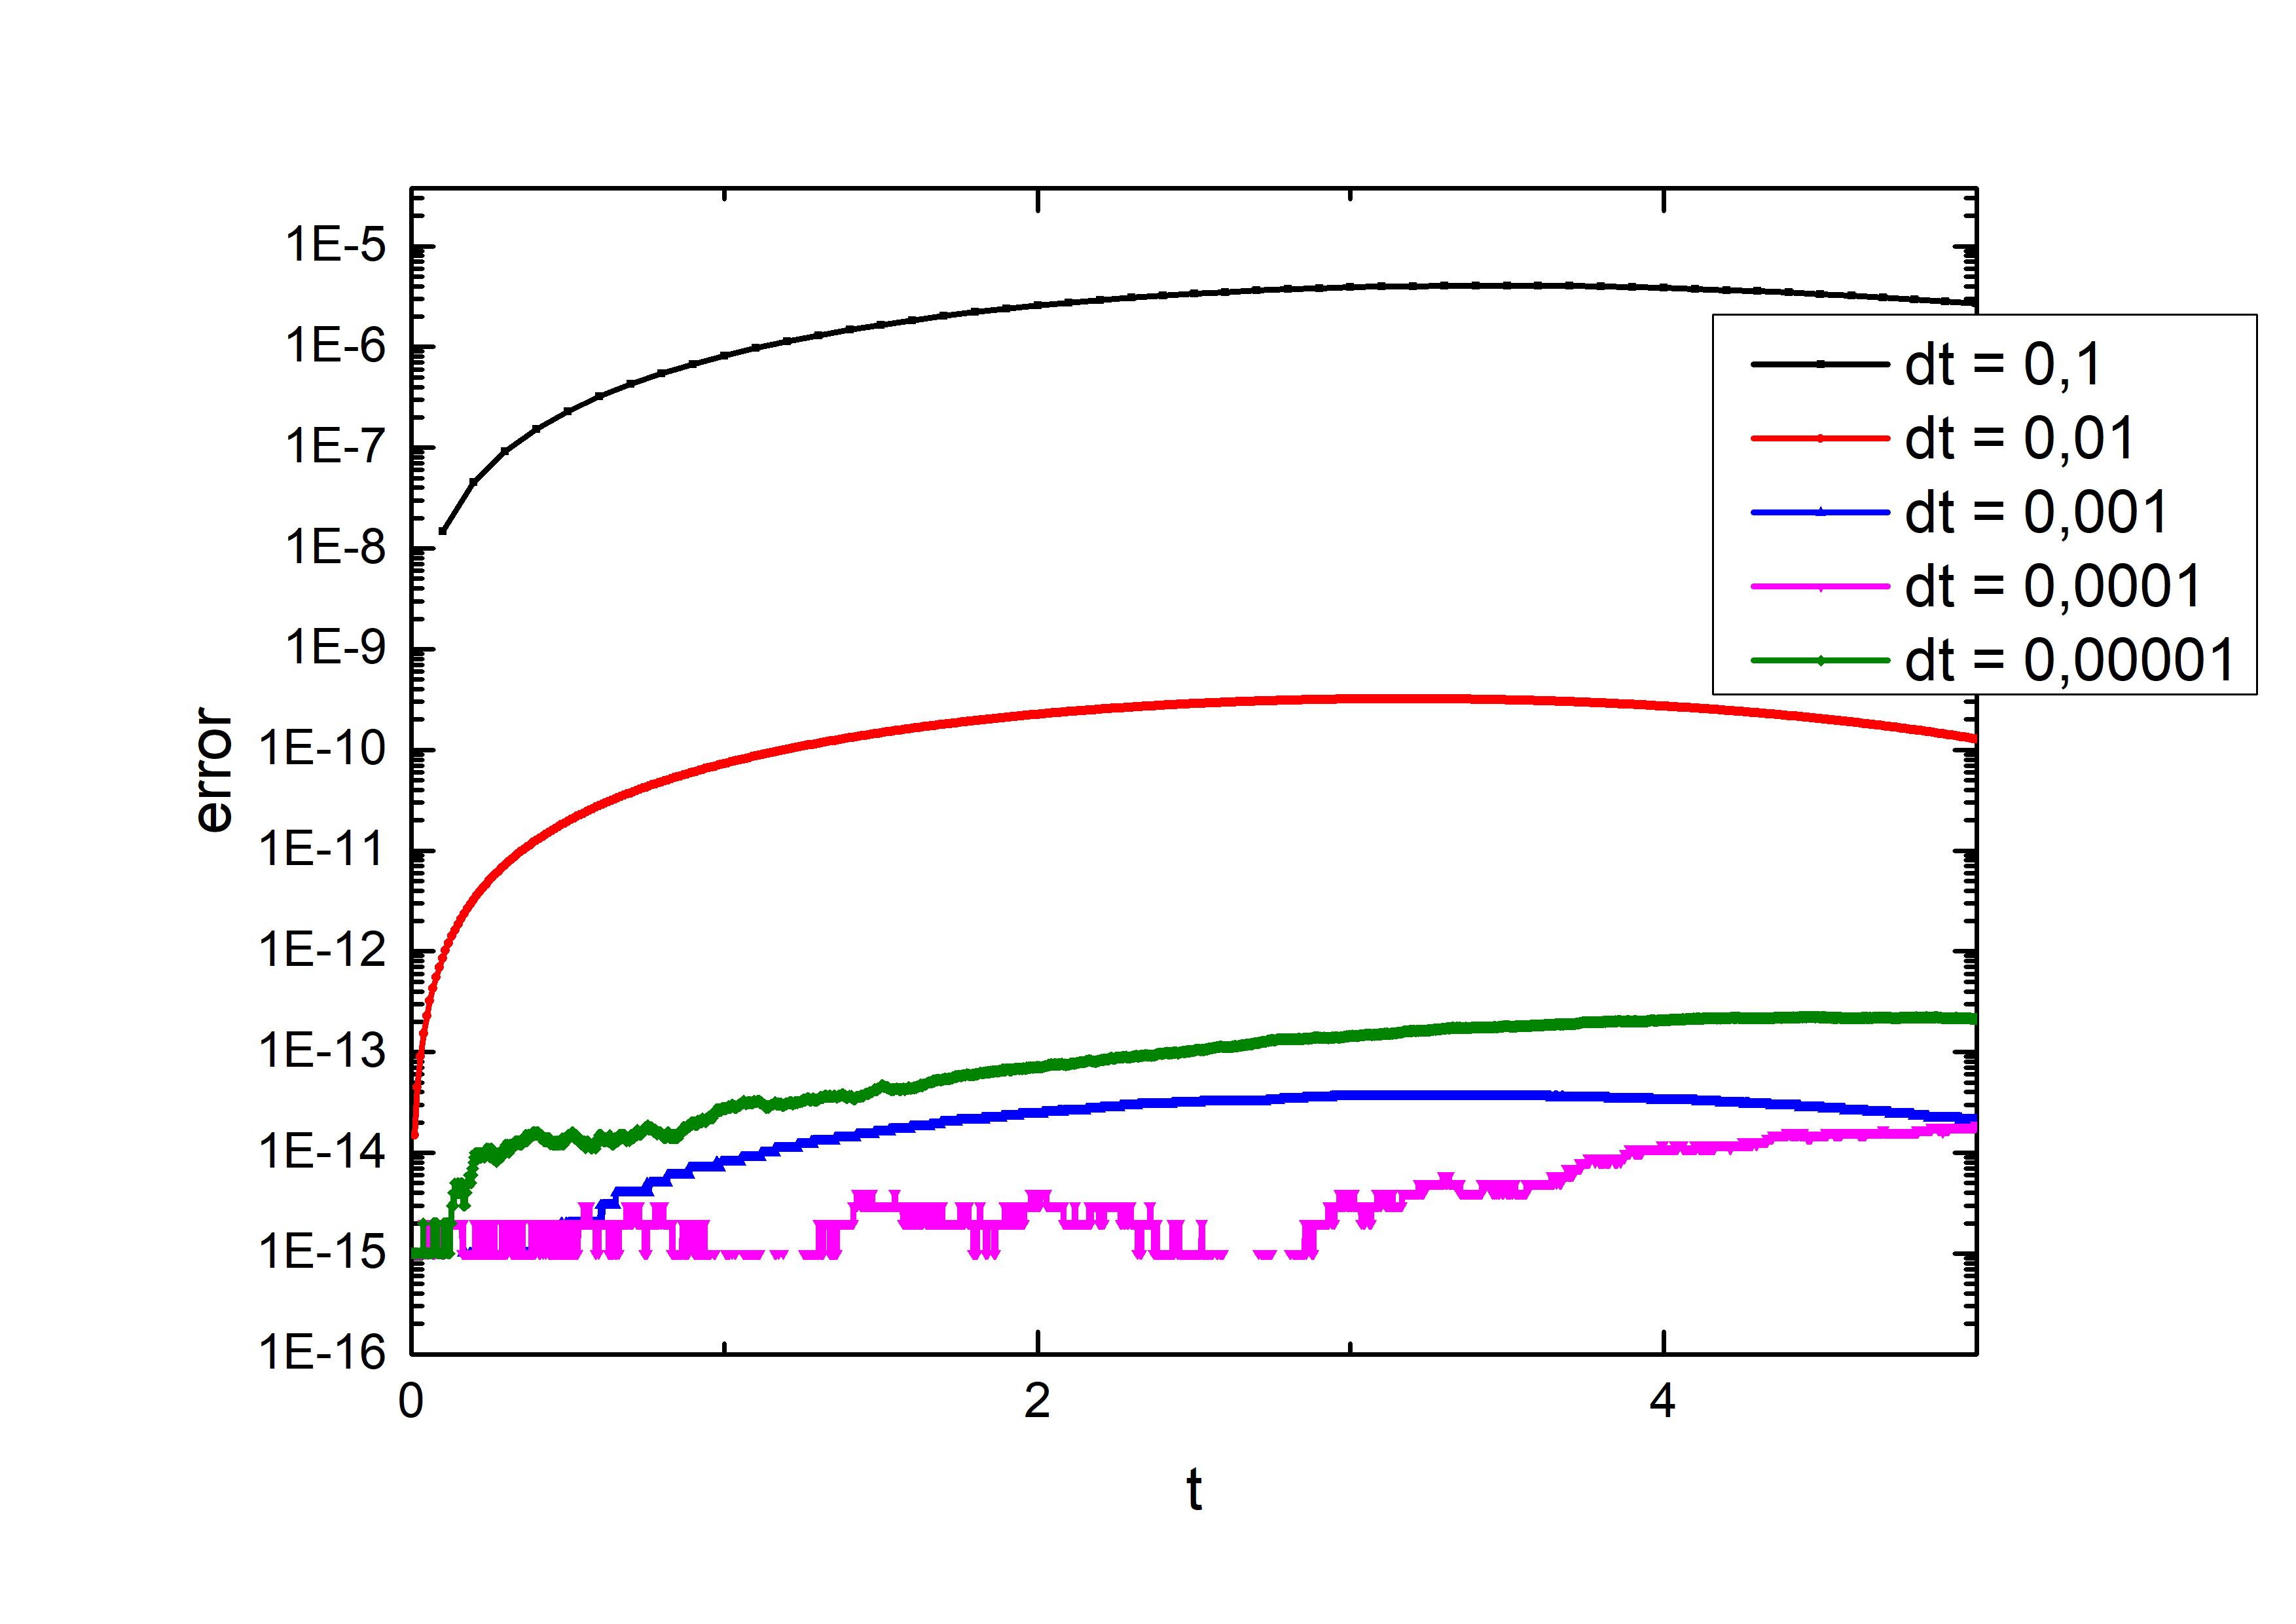 1E-5
1E-6
1E-7
1E-8
1E-9
1E-10
1E-11
1E-12
1E-13
1E-14
1E-15
1E-16
error
0 2 4
t
dt = 0,1
dt = 0,01
dt = 0,001
dt = 0,0001
dt = 0,00001